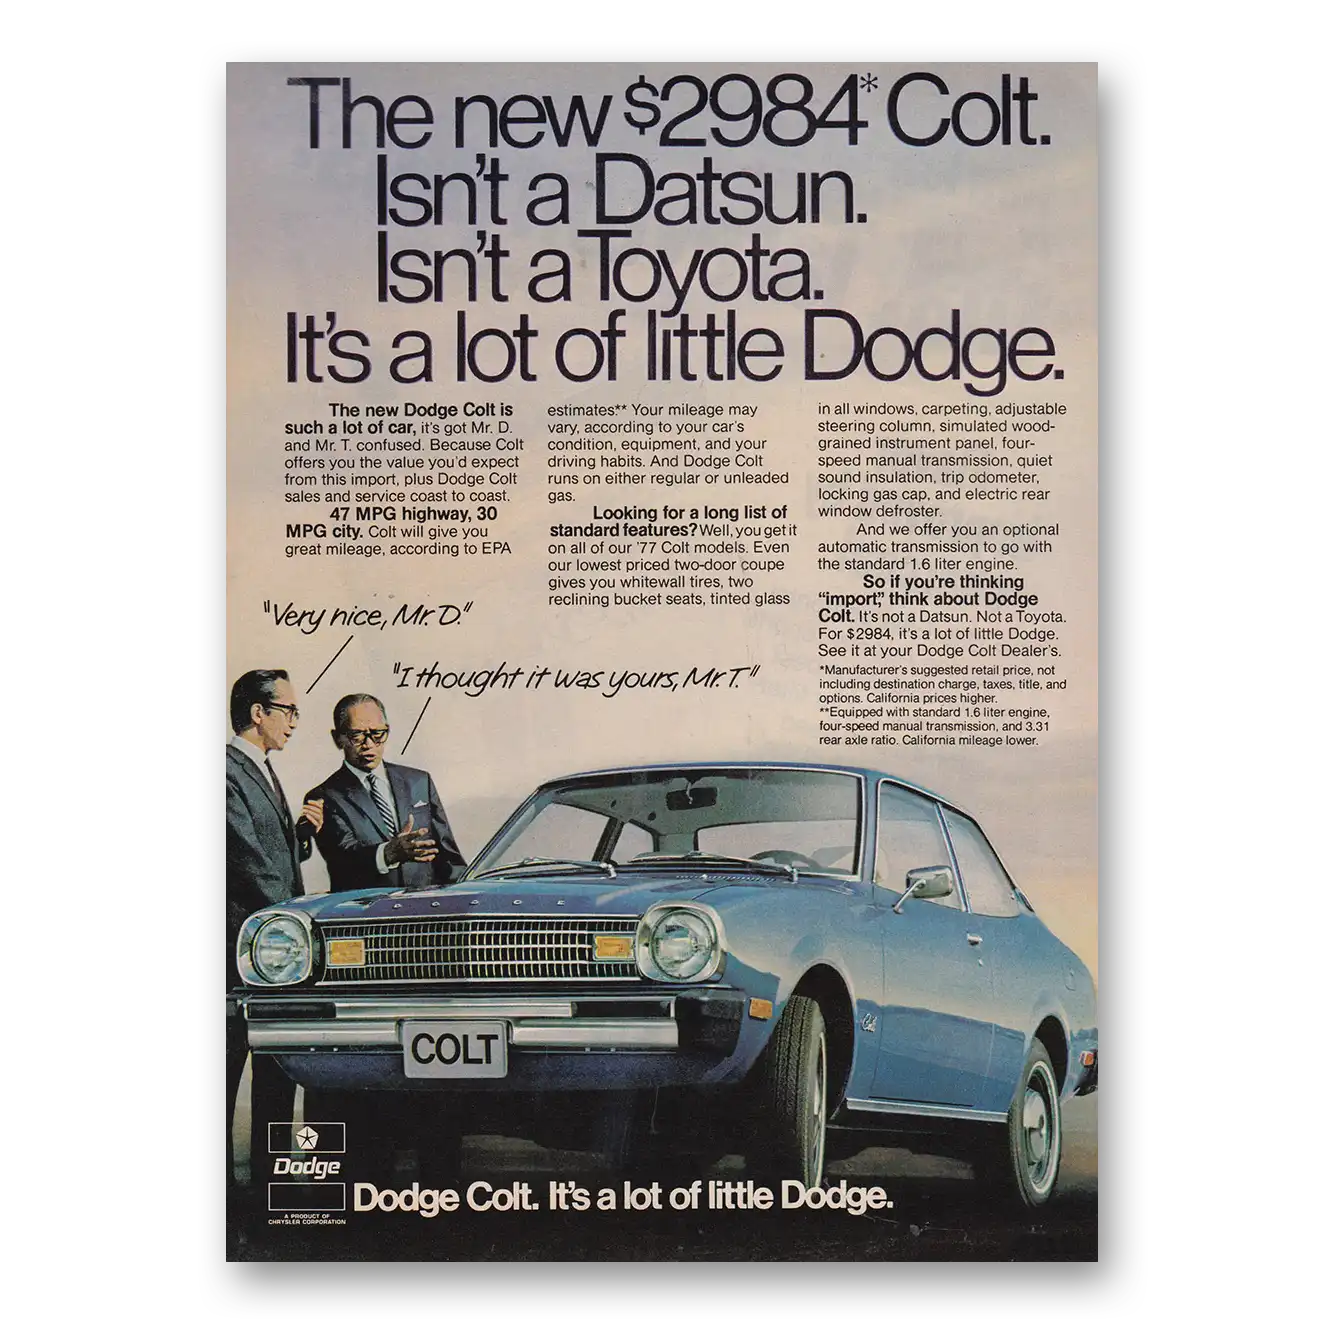 The new $2984* Colt.
Isn't a Datsun.
Isn't a Toyota.
It's a lot of little Dodge.
The new Dodge Colt is
such a lot of car, it's got Mr. D.
and Mr. T. confused. Because Colt
offers you the value you'd expect
from this import, plus Dodge Colt
sales and service coast to coast.
47 MPG highway, 30
MPG city. Colt will give you
great mileage, according to EPA
estimates.** Your mileage may
vary, according to your car's
condition, equipment, and your
driving habits. And Dodge Colt
runs on either regular or unleaded
gas.
Looking for a long list of
standard features? Well, you get it
on all of our '77 Colt models. Even
our lowest priced two-door coupe
gives you whitewall tires, two
reclining bucket seats, tinted glass
in all windows, carpeting, adjustable
steering column, simulated wood-
grained instrument panel, four-
speed manual transmission, quiet
sound insulation, trip odometer,
locking gas cap, and electric rear
window defroster.
And we offer you an optional
automatic transmission to go with
the standard 1.6 liter engine.
So if you're thinking
"import," think about Dodge
Colt. It's not a Datsun. Not a Toyota.
For $2984, it's a lot of little Dodge.
See it at your Dodge Colt Dealer's.
*Manufacturer's suggested retail price, not
including destination charge, taxes, title, and
options. California prices higher.
**Equipped with standard 1.6 liter engine,
four-speed manual transmission, and 3.31
rear axle ratio. California mileage lower.
"Very nice, Mr. D."
"I thought it was yours, Mr. T."
DODGE
COLT
Colt
Dodge
A PRODUCT OF
CHRYSLER CORPORATION
Dodge Colt. It's a lot of little Dodge.